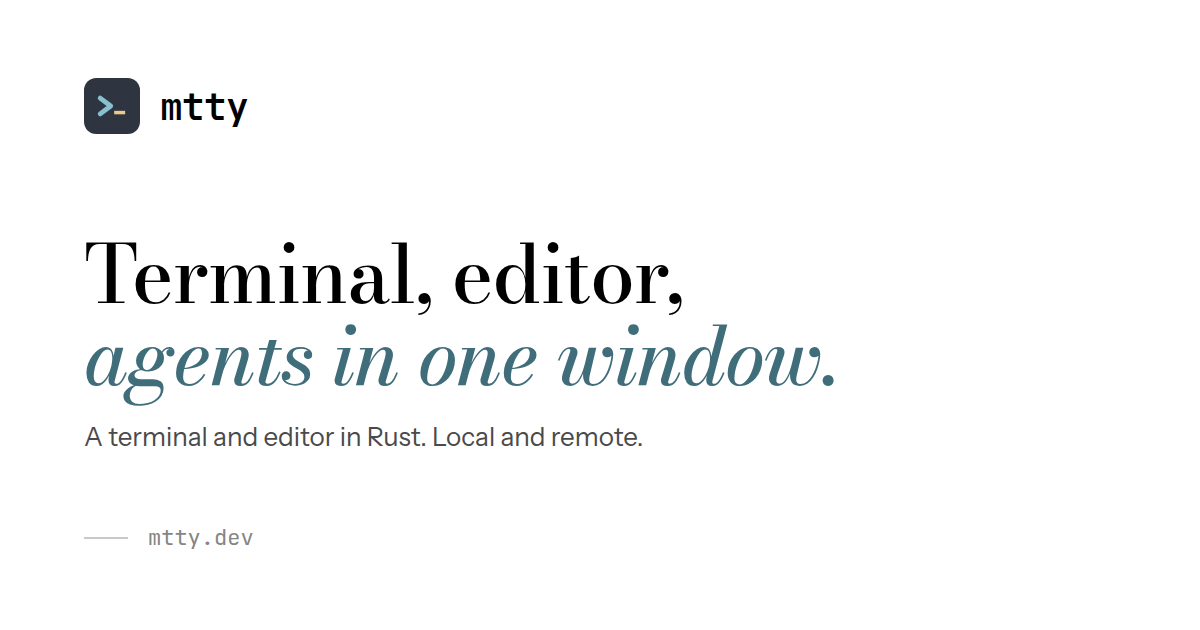 >_ mtty
Terminal, editor,
agents in one window.
A terminal and editor in Rust. Local and remote.
mtty.dev